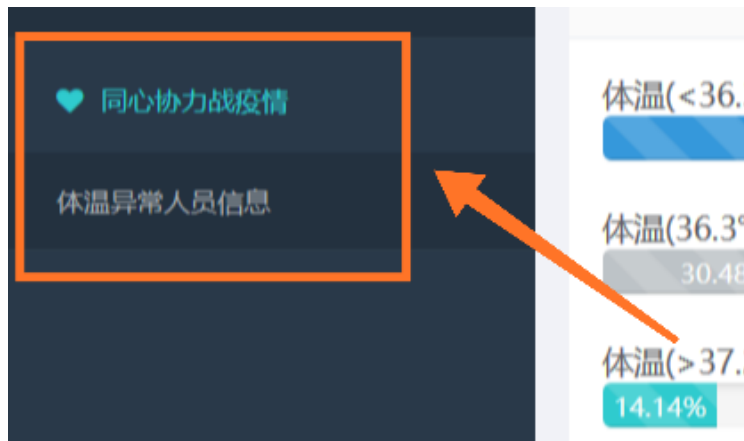 同心协力战疫情
体温异常人员信息
体温(<36.
体温(36.3
30.48
体温(>37.
14.14%